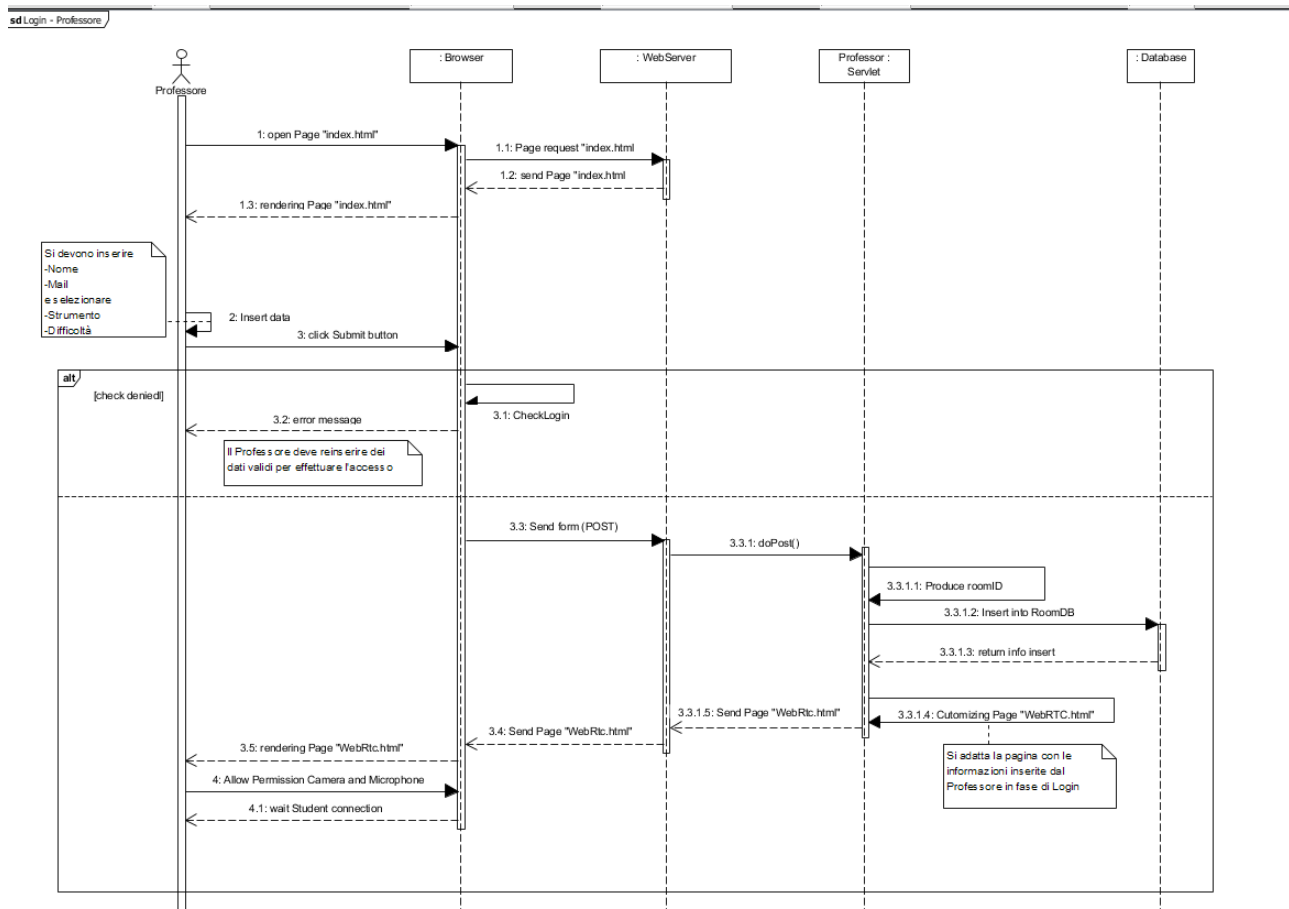 sd Login - Professore
Professore
: Browser
: WebServer
Professor :
Servlet
: Database
1: open Page "index.html"
1.1: Page request "index.html
1.2: send Page "index.html
1.3: rendering Page "index.html"
Si devono inserire
-Nome
-Mail
e selezionare
-Strumento
-Difficoltà
2: Insert data
3: click Submit button
alt
[check denied]
3.1: CheckLogin
3.2: error message
Il Professore deve reinserire dei
dati validi per effettuare l'accesso
3.3: Send form (POST)
3.3.1: doPost()
3.3.1.1: Produce roomID
3.3.1.2: Insert into RoomDB
3.3.1.3: return info insert
3.3.1.4: Cutomizing Page "WebRTC.html"
3.3.1.5: Send Page "WebRtc.html"
3.4: Send Page "WebRtc.html"
3.5: rendering Page "WebRtc.html"
Si adatta la pagina con le
informazioni inserite dal
Professore in fase di Login
4: Allow Permission Camera and Microphone
4.1: wait Student connection